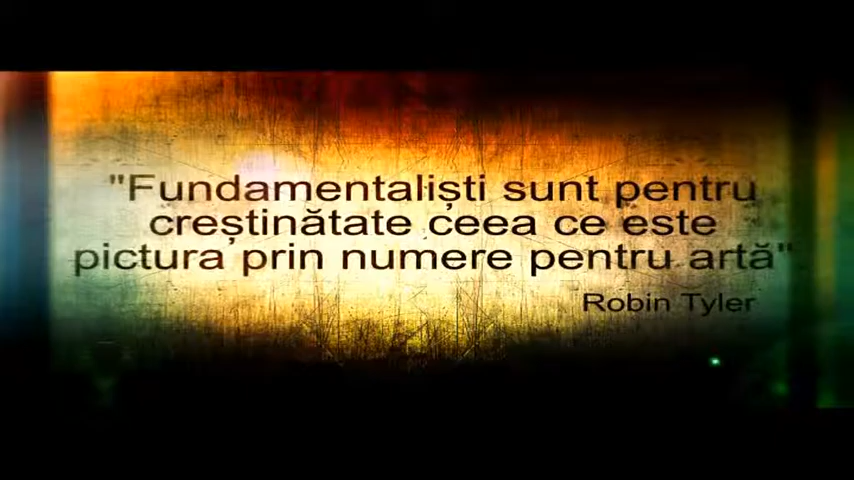 "Fundamentaliști sunt pentru
creștinătate ceea ce este
pictura prin numere pentru artă"
Robin Tyler